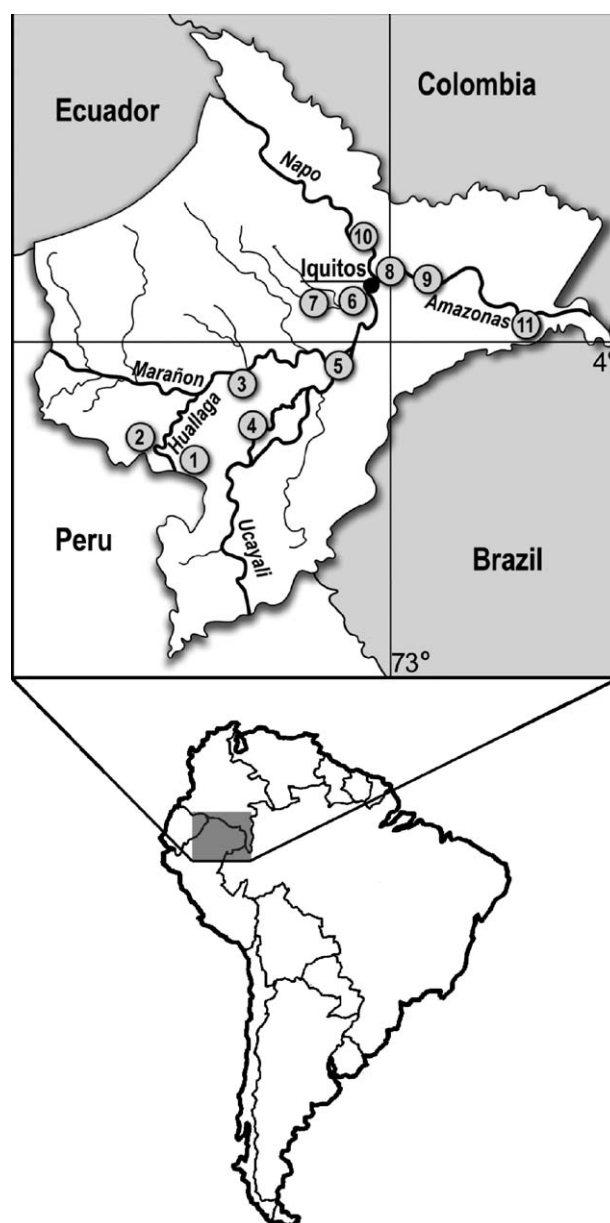 Ecuador
Colombia
Napo
10
Iquitos
8
9
7
6
Amazonas
11
4°
5
Marañon
3
Huallaga
4
2
1
Ucayali
Peru
Brazil
73°